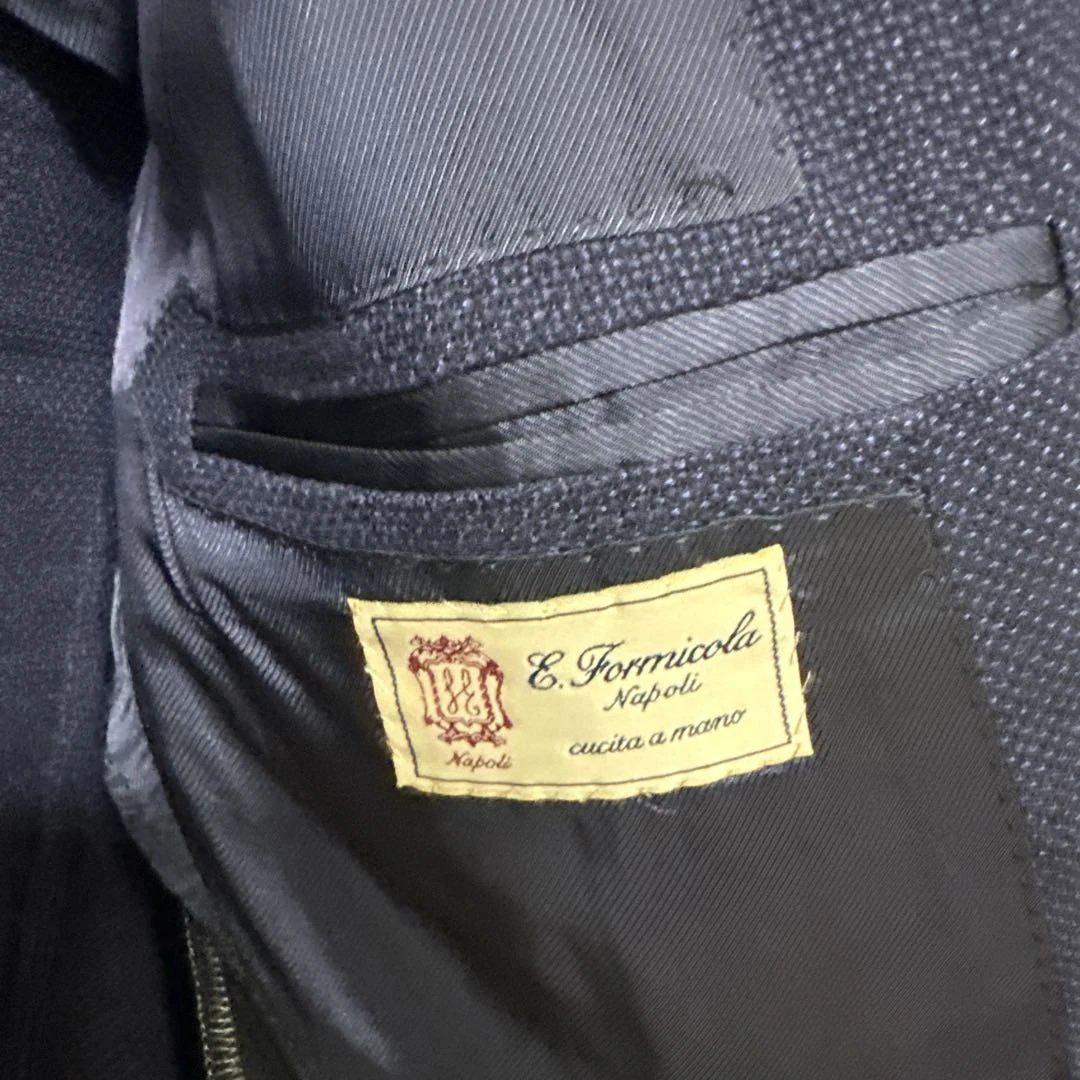 E. Formicola
Napoli
cucita a mano
Napoli